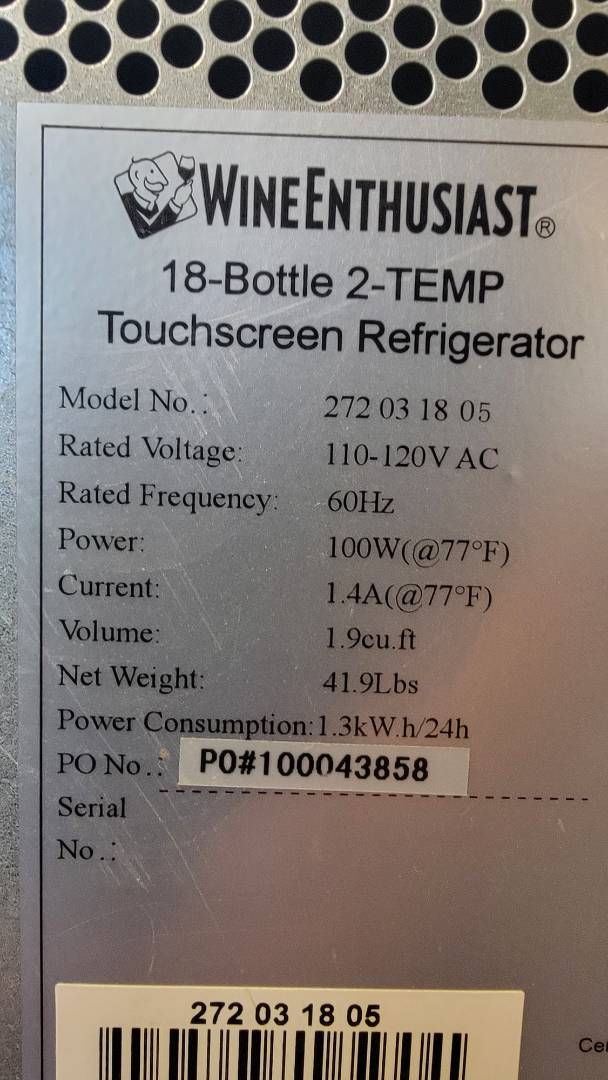 WINEENTHUSIAST®
18-Bottle 2-TEMP
Touchscreen Refrigerator
Model No.: 272 03 18 05
Rated Voltage: 110-120V AC
Rated Frequency: 60Hz
Power: 100W(@77°F)
Current: 1.4A(@77°F)
Volume: 1.9cu.ft
Net Weight: 41.9Lbs
Power Consumption:1.3kW.h/24h
PO No.: PO#100043858
Serial
No.:
272 03 18 05